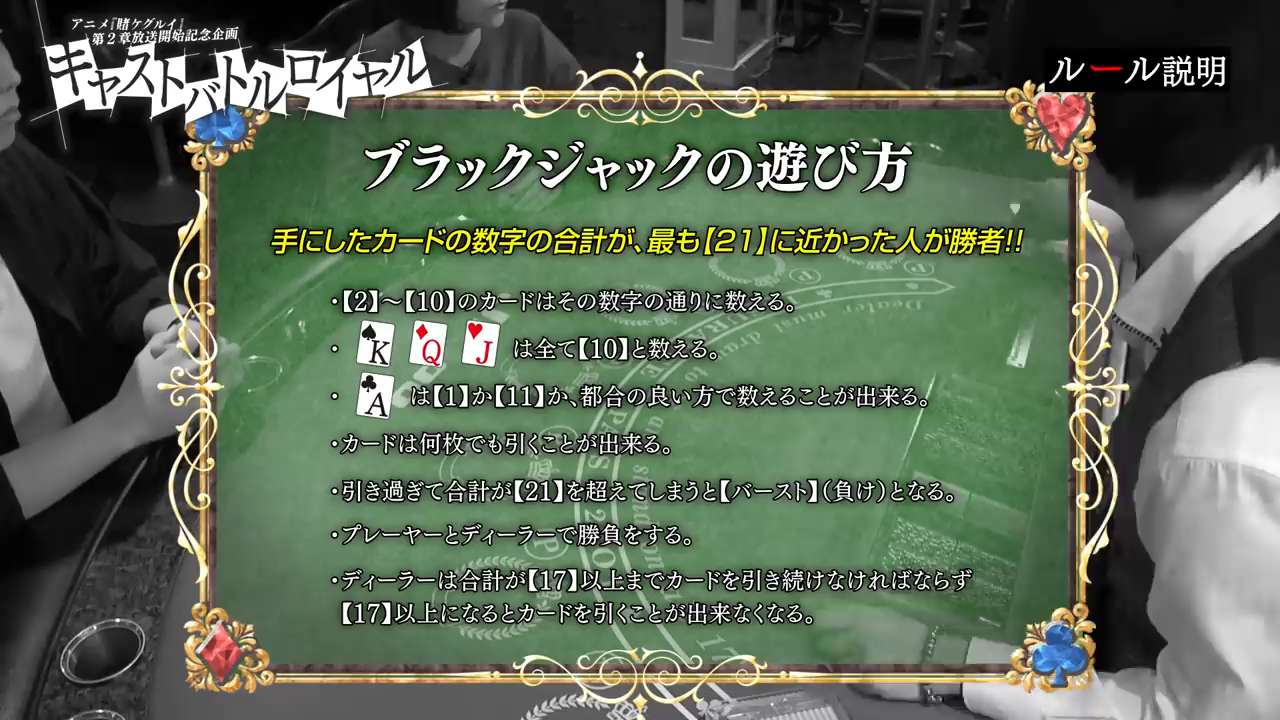 アニメ『賭ケグルイ』
第2章放送開始記念企画
キャストバトルロイヤル
ルール説明
ブラックジャックの遊び方
手にしたカードの数字の合計が、最も【21】に近かった人が勝者!!
・【2】～【10】のカードはその数字の通りに数える。
・ K Q J は全て【10】と数える。
・ A は【1】か【11】か、都合の良い方で数えることが出来る。
・カードは何枚でも引くことが出来る。
・引き過ぎて合計が【21】を超えてしまうと【バースト】（負け）となる。
・プレーヤーとディーラーで勝負をする。
・ディーラーは合計が【17】以上までカードを引き続けなければならず
【17】以上になるとカードを引くことが出来なくなる。
Dealer must dra